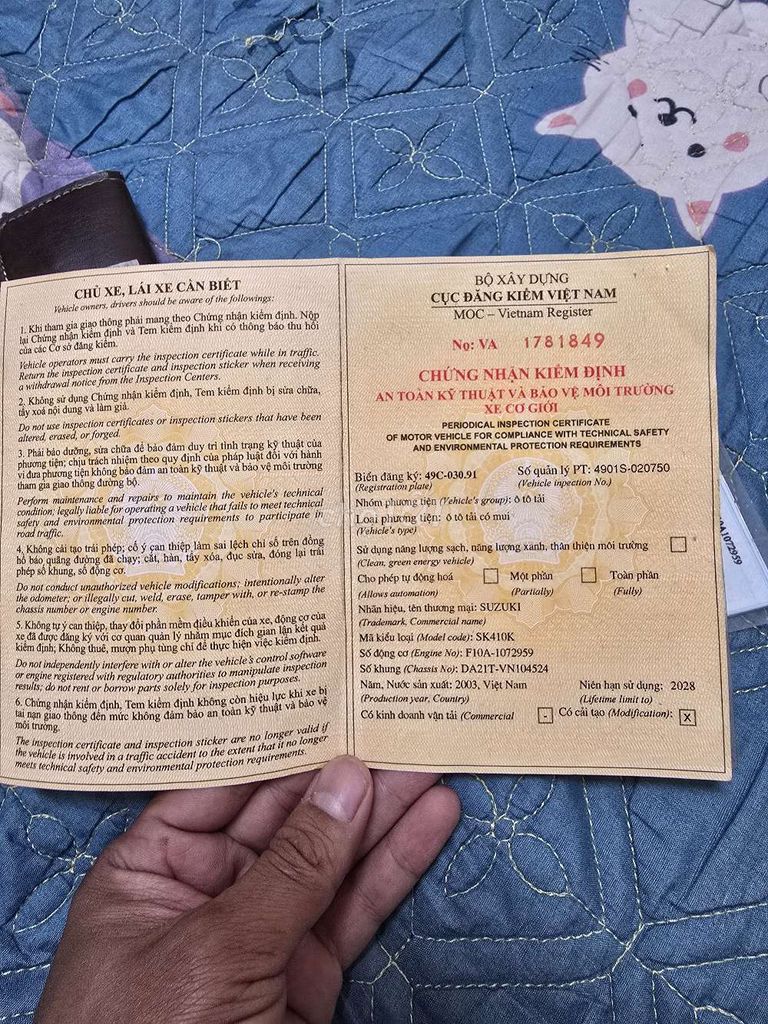 CHỦ XE, LÁI XE CẦN BIẾT
Vehicle owners, drivers should be aware of the followings:
1. Khi tham gia giao thông phải mang theo Chứng nhận kiểm định. Nộp
lại Chứng nhận kiểm định và Tem kiểm định khi có thông báo thu hồi
của các Cơ sở đăng kiểm.
Vehicle operators must carry the inspection certificate while in traffic.
Return the inspection certificate and inspection sticker when receiving
a withdrawal notice from the Inspection Centers.
2. Không sử dụng Chứng nhận kiểm định, Tem kiểm định bị sửa chữa,
tẩy xoá nội dung và làm giả.
Do not use inspection certificates or inspection stickers that have been
altered, erased, or forged.
3. Phải bảo dưỡng, sửa chữa để bảo đảm duy trì tình trạng kỹ thuật của
phương tiện; chịu trách nhiệm theo quy định của pháp luật đối với hành
vi đưa phương tiện không bảo đảm an toàn kỹ thuật và bảo vệ môi trường
tham gia giao thông đường bộ.
Perform maintenance and repairs to maintain the vehicle's technical
condition; legally liable for operating a vehicle that fails to meet technical
safety and environmental protection requirements to participate in
road traffic.
4. Không cải tạo trái phép; cố ý can thiệp làm sai lệch chỉ số trên đồng
hồ báo quãng đường đã chạy; cắt, hàn, tẩy xóa, đục sửa, đóng lại trái
phép số khung, số động cơ.
Do not conduct unauthorized vehicle modifications; intentionally alter
the odometer; or illegally cut, weld, erase, tamper with, or re-stamp the
chassis number or engine number.
5. Không tự ý can thiệp, thay đổi phần mềm điều khiển của xe, động cơ của
xe đã được đăng ký với cơ quan quản lý nhằm mục đích gian lận kết quả
kiểm định; Không thuê, mượn phụ tùng chỉ để thực hiện việc kiểm định.
Do not independently interfere with or alter the vehicle's control software
or engine registered with regulatory authorities to manipulate inspection
results; do not rent or borrow parts solely for inspection purposes.
6. Chứng nhận kiểm định, Tem kiểm định không còn hiệu lực khi xe bị
tai nạn giao thông đến mức không đảm bảo an toàn kỹ thuật và bảo vệ
môi trường.
The inspection certificate and inspection sticker are no longer valid if
the vehicle is involved in a traffic accident to the extent that it no longer
meets technical safety and environmental protection requirements.
BỘ XÂY DỰNG
CỤC ĐĂNG KIỂM VIỆT NAM
MOC – Vietnam Register
No: VA 1781849
CHỨNG NHẬN KIỂM ĐỊNH
AN TOÀN KỸ THUẬT VÀ BẢO VỆ MÔI TRƯỜNG
XE CƠ GIỚI
PERIODICAL INSPECTION CERTIFICATE
OF MOTOR VEHICLE FOR COMPLIANCE WITH TECHNICAL SAFETY
AND ENVIRONMENTAL PROTECTION REQUIREMENTS
Biển đăng ký: 49C-030.91 Số quản lý PT: 4901S-020750
(Registration plate) (Vehicle inspection No.)
Nhóm phương tiện (Vehicle's group): ô tô tải
Loại phương tiện: ô tô tải có mui
(Vehicle's type)
Sử dụng năng lượng sạch, năng lượng xanh, thân thiện môi trường
(Clean, green energy vehicle)
Cho phép tự động hoá Một phần Toàn phần
(Allows automation) (Partially) (Fully)
Nhãn hiệu, tên thương mại: SUZUKI
(Trademark, Commercial name)
Mã kiểu loại (Model code): SK410K
Số động cơ (Engine No): F10A-1072959
Số khung (Chassis No): DA21T-VN104524
Năm, Nước sản xuất: 2003, Việt Nam Niên hạn sử dụng: 2028
(Production year, Country) (Lifetime limit to)
Có kinh doanh vận tải (Commercial - Có cải tạo (Modification): X
0A1072959